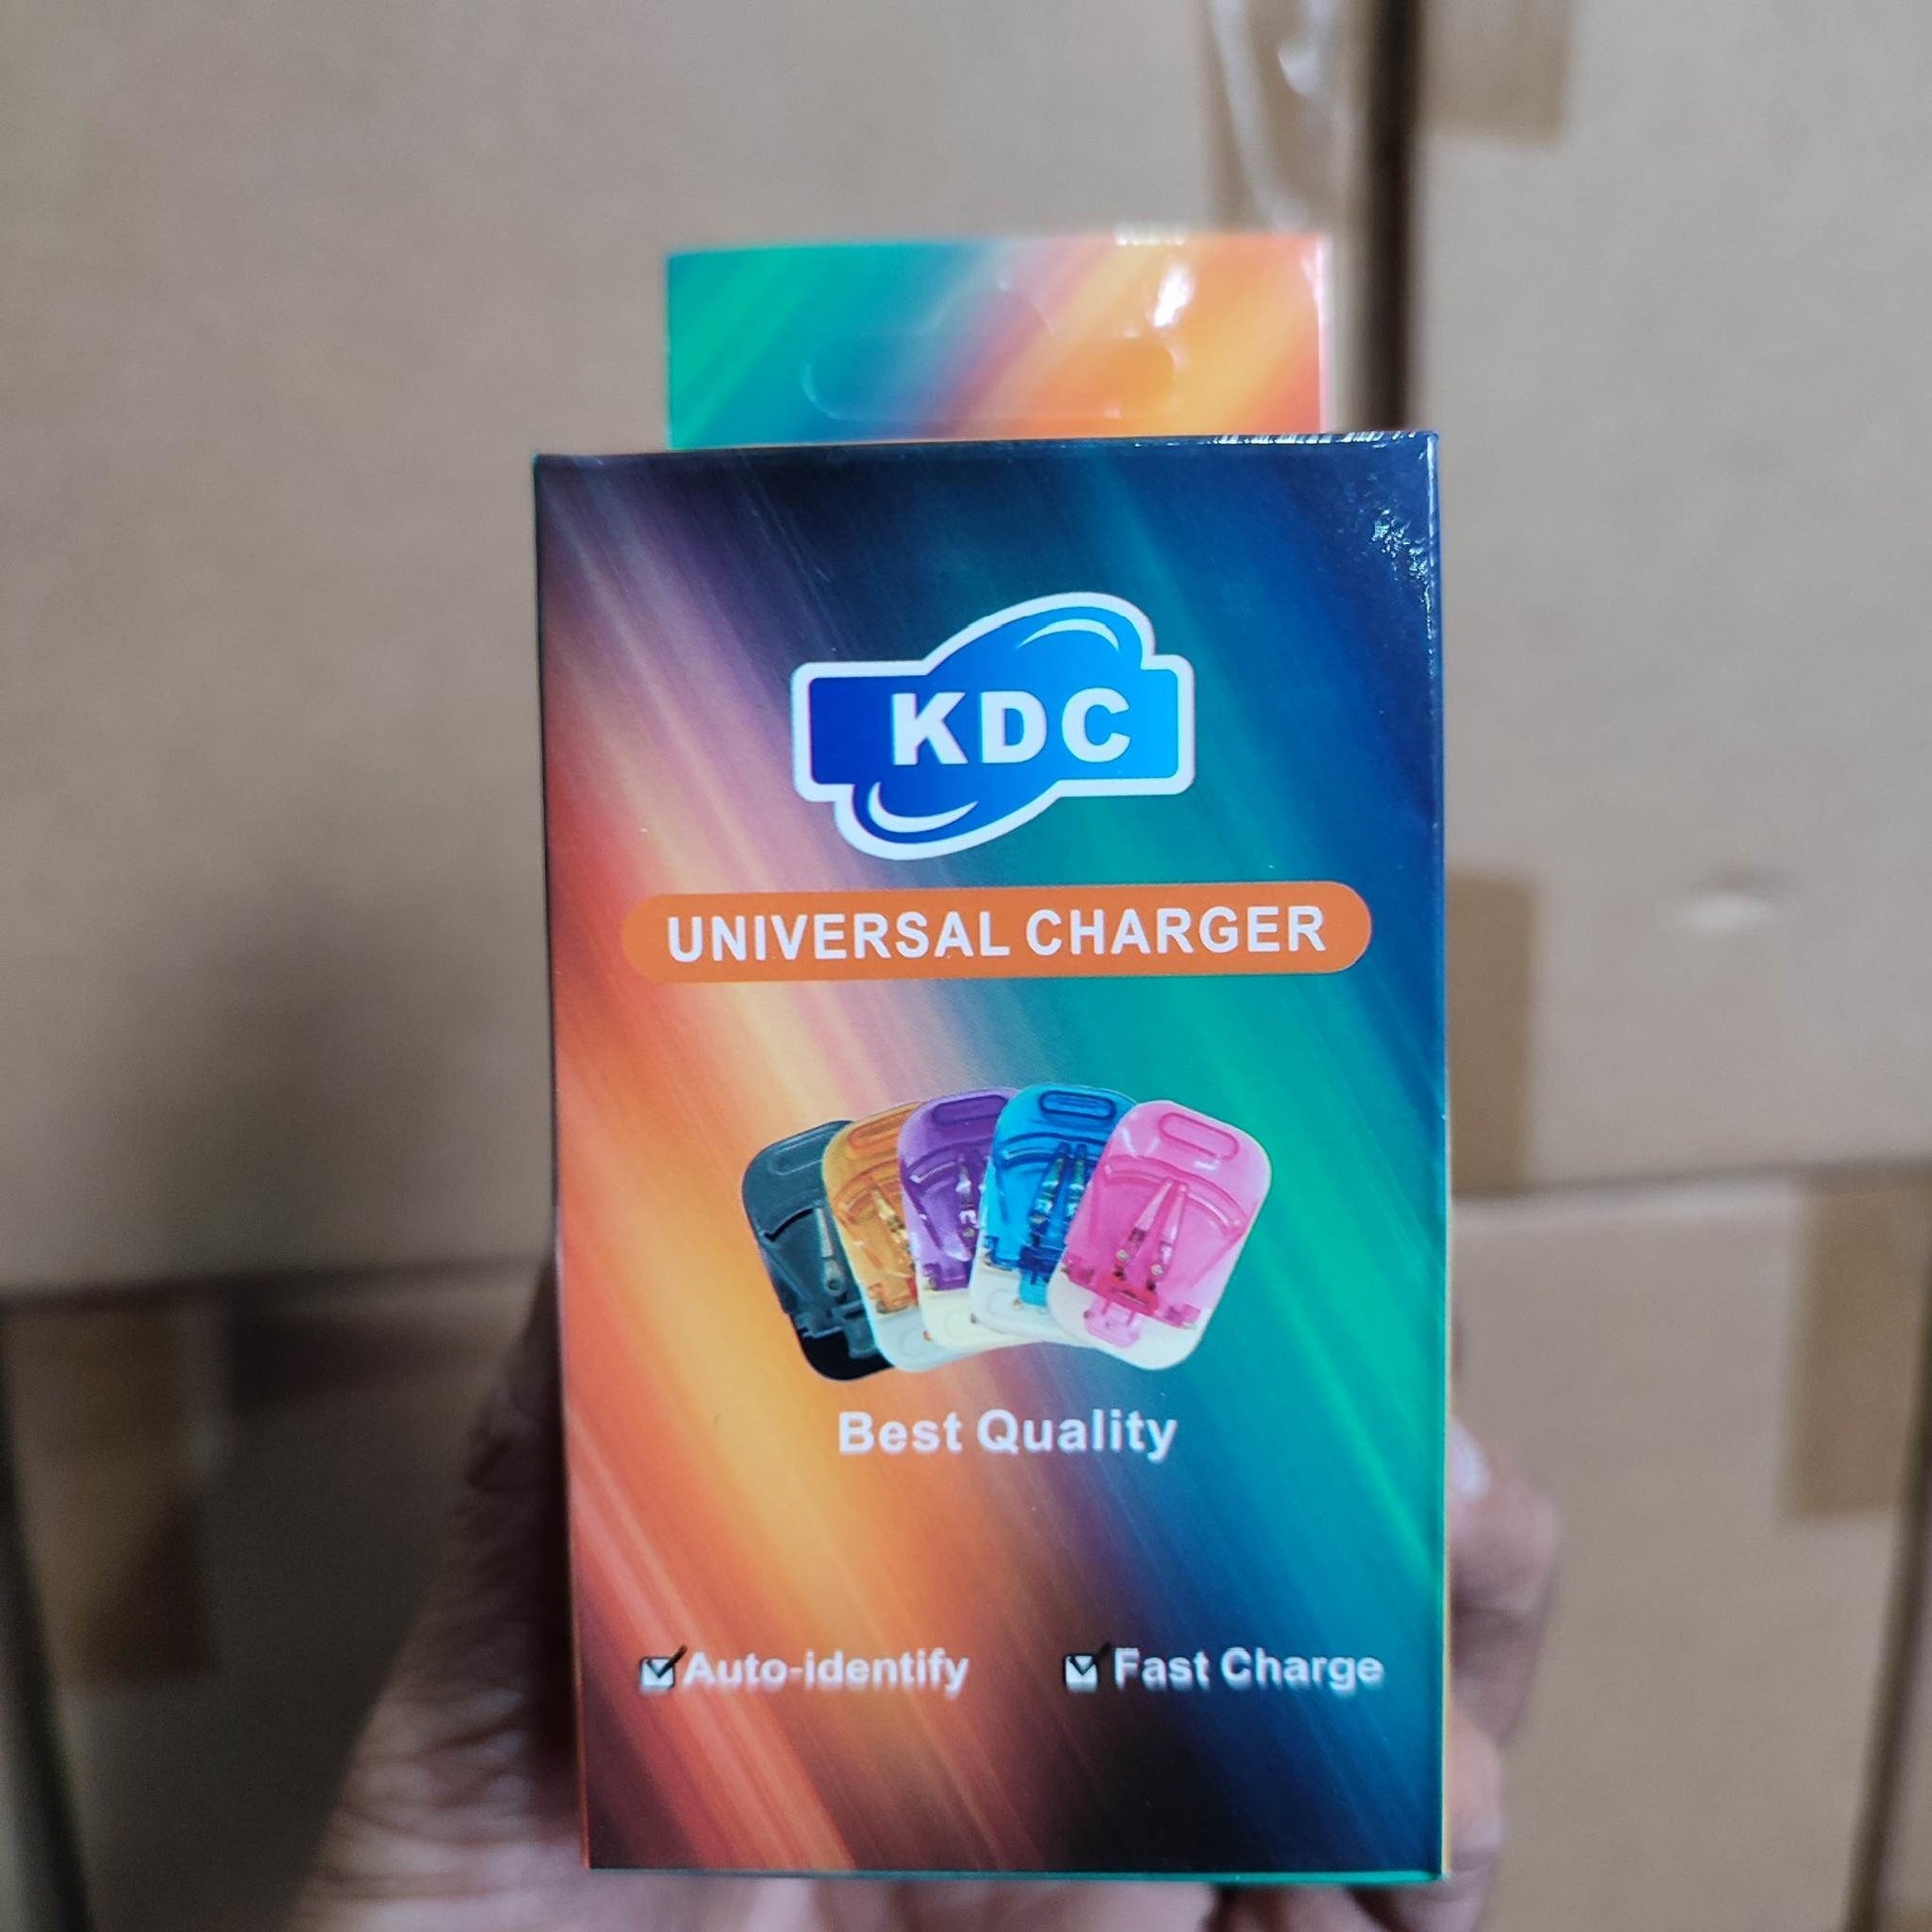 KDC
UNIVERSAL CHARGER
Best Quality
Auto-identify
Fast Charge